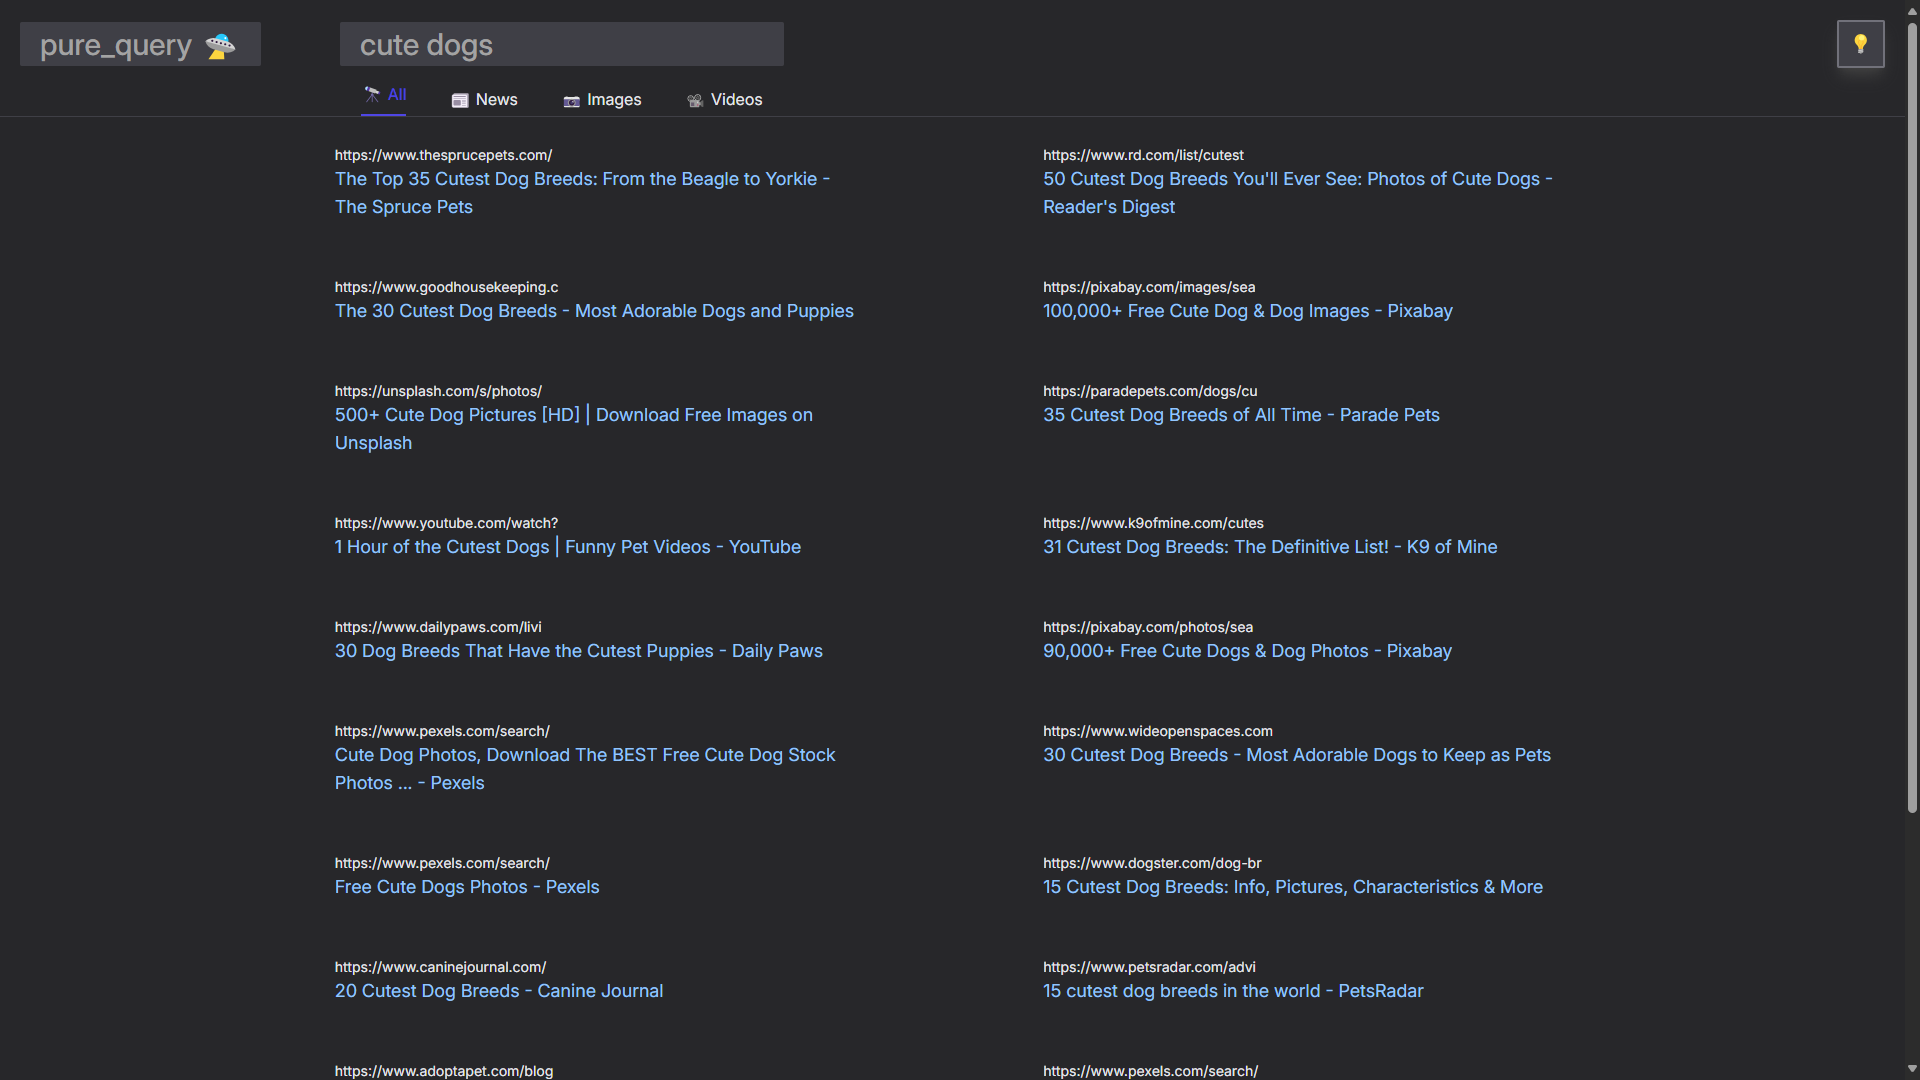 pure_query
cute dogs
All
News
Images
Videos
https://www.thesprucepets.com/
The Top 35 Cutest Dog Breeds: From the Beagle to Yorkie -
The Spruce Pets
https://www.rd.com/list/cutest
50 Cutest Dog Breeds You'll Ever See: Photos of Cute Dogs -
Reader's Digest
https://www.goodhousekeeping.c
The 30 Cutest Dog Breeds - Most Adorable Dogs and Puppies
https://pixabay.com/images/sea
100,000+ Free Cute Dog & Dog Images - Pixabay
https://unsplash.com/s/photos/
500+ Cute Dog Pictures [HD] | Download Free Images on
Unsplash
https://paradepets.com/dogs/cu
35 Cutest Dog Breeds of All Time - Parade Pets
https://www.youtube.com/watch?
1 Hour of the Cutest Dogs | Funny Pet Videos - YouTube
https://www.k9ofmine.com/cutes
31 Cutest Dog Breeds: The Definitive List! - K9 of Mine
https://www.dailypaws.com/livi
30 Dog Breeds That Have the Cutest Puppies - Daily Paws
https://pixabay.com/photos/sea
90,000+ Free Cute Dogs & Dog Photos - Pixabay
https://www.pexels.com/search/
Cute Dog Photos, Download The BEST Free Cute Dog Stock
Photos ... - Pexels
https://www.wideopenspaces.com
30 Cutest Dog Breeds - Most Adorable Dogs to Keep as Pets
https://www.pexels.com/search/
Free Cute Dogs Photos - Pexels
https://www.dogster.com/dog-br
15 Cutest Dog Breeds: Info, Pictures, Characteristics & More
https://www.caninejournal.com/
20 Cutest Dog Breeds - Canine Journal
https://www.petsradar.com/advi
15 cutest dog breeds in the world - PetsRadar
https://www.adoptapet.com/blog
https://www.pexels.com/search/